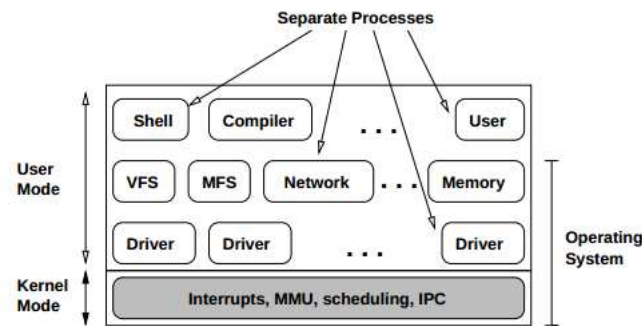 Separate Processes
Shell Compiler . . . User
User
Mode
VFS MFS Network . . . Memory
Driver Driver . . . Driver
Operating
System
Kernel
Mode
Interrupts, MMU, scheduling, IPC